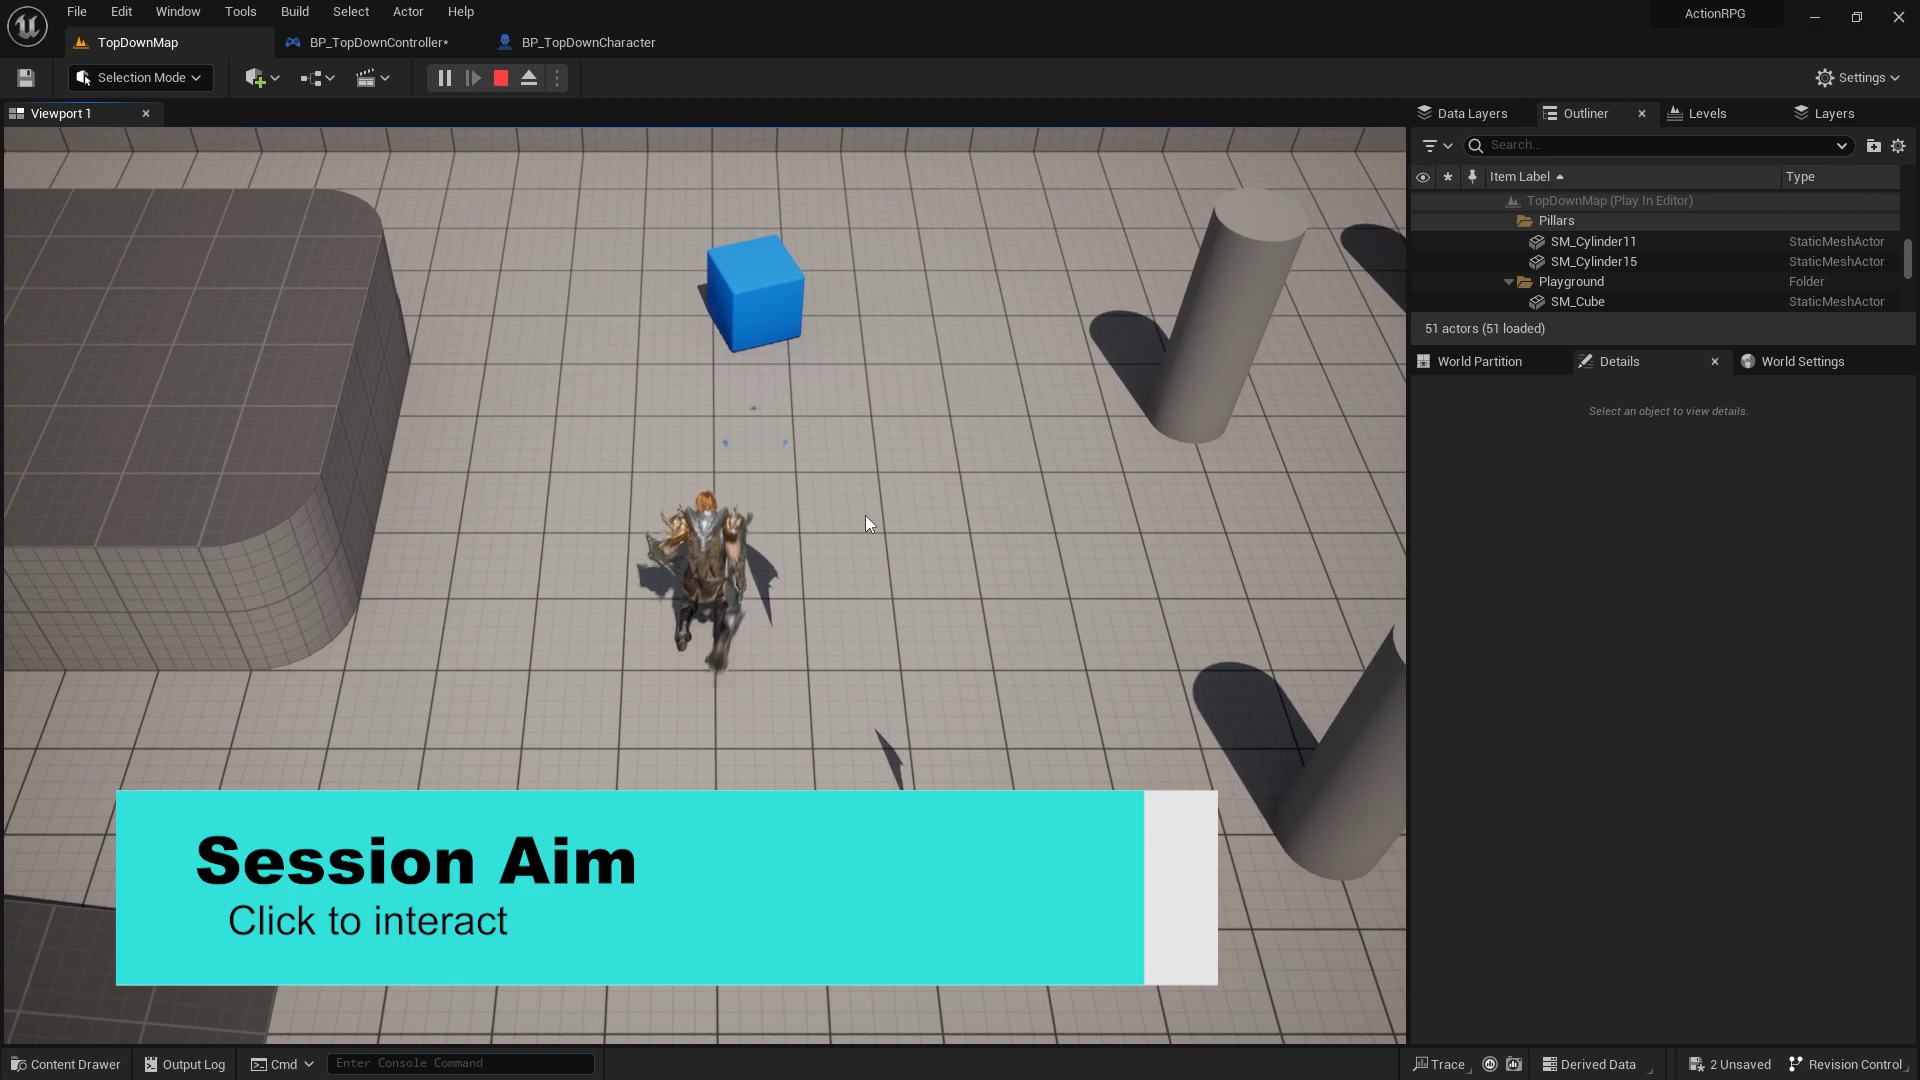 File Edit Window Tools Build Select Actor Help
ActionRPG
TopDownMap
BP_TopDownController*
BP_TopDownCharacter
Selection Mode
Settings
Viewport 1
Data Layers
Outliner
Levels
Layers
Search...
Item Label
Type
TopDownMap (Play In Editor)
Pillars
SM_Cylinder11 StaticMeshActor
SM_Cylinder15 StaticMeshActor
Playground Folder
SM_Cube StaticMeshActor
51 actors (51 loaded)
World Partition
Details
World Settings
Select an object to view details.
Session Aim
Click to interact
Content Drawer
Output Log
Cmd
Enter Console Command
Trace
Derived Data
2 Unsaved
Revision Control